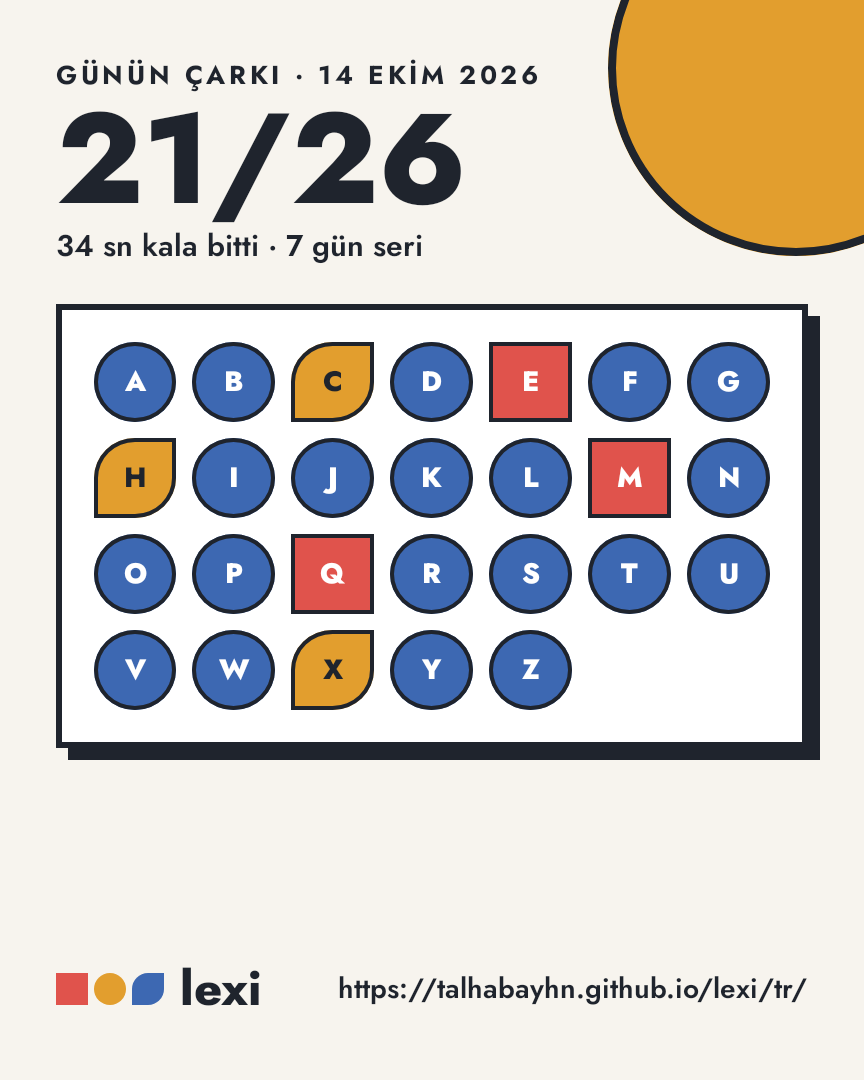 GÜNÜN ÇARKI · 14 EKİM 2026
21/26
34 sn kala bitti · 7 gün seri
A B C D E F G
H I J K L M N
O P Q R S T U
V W X Y Z
lexi
https://talhabayhn.github.io/lexi/tr/